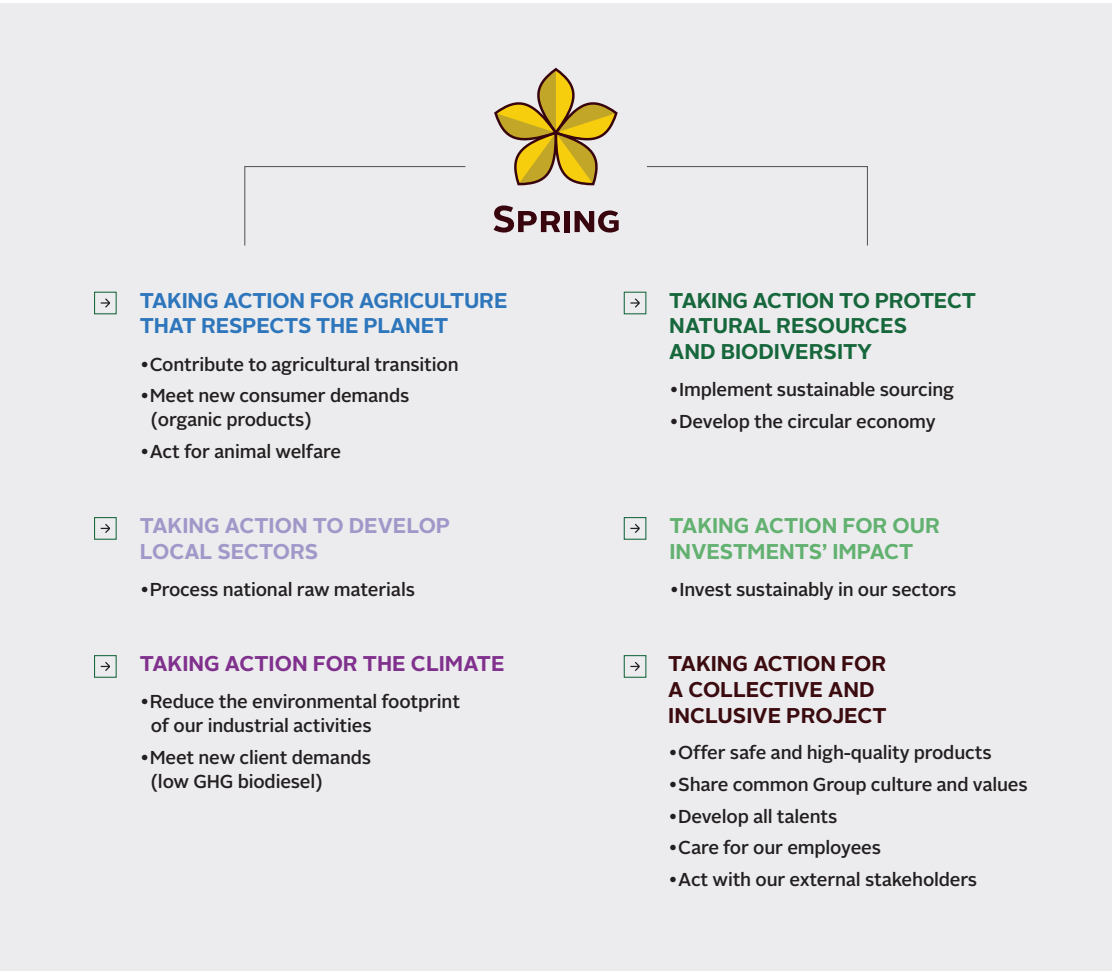 SPRING
TAKING ACTION FOR AGRICULTURE
THAT RESPECTS THE PLANET
•Contribute to agricultural transition
•Meet new consumer demands
(organic products)
•Act for animal welfare
TAKING ACTION TO DEVELOP
LOCAL SECTORS
•Process national raw materials
TAKING ACTION FOR THE CLIMATE
•Reduce the environmental footprint
of our industrial activities
•Meet new client demands
(low GHG biodiesel)
TAKING ACTION TO PROTECT
NATURAL RESOURCES
AND BIODIVERSITY
•Implement sustainable sourcing
•Develop the circular economy
TAKING ACTION FOR OUR
INVESTMENTS’ IMPACT
•Invest sustainably in our sectors
TAKING ACTION FOR
A COLLECTIVE AND
INCLUSIVE PROJECT
•Offer safe and high-quality products
•Share common Group culture and values
•Develop all talents
•Care for our employees
•Act with our external stakeholders